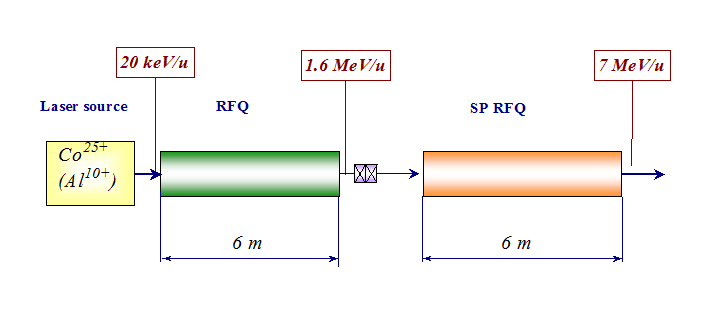 20 keV/u
1.6 MeV/u
7 MeV/u
Laser source
RFQ
SP RFQ
Co25+
(Al10+)
6 m
6 m